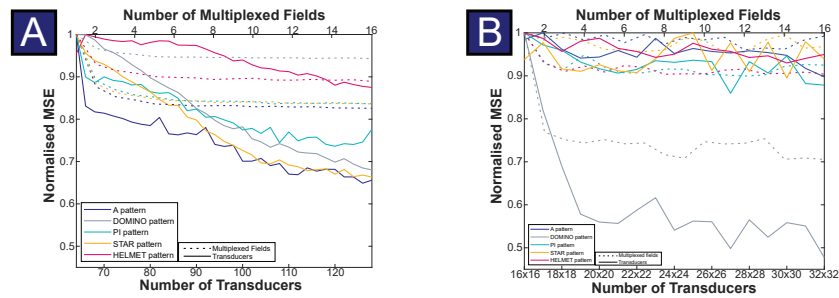 A
Number of Multiplexed Fields
2 4 6 8 10 12 14 16
Normalised MSE
1
0.9
0.8
0.7
0.6
0.5
A pattern
DOMINO pattern
PI pattern
STAR pattern
HELMET pattern
Multiplexed Fields
Transducers
70 80 90 100 110 120
Number of Transducers
B
Number of Multiplexed Fields
1 2 4 6 8 10 12 14 16
Normalised MSE
1
0.9
0.8
0.7
0.6
0.5
A pattern
DOMINO pattern
PI pattern
STAR pattern
HELMET pattern
Multiplexed fields
Transducers
16x16 18x18 20x20 22x22 24x24 26x26 28x28 30x30 32x32
Number of Transducers